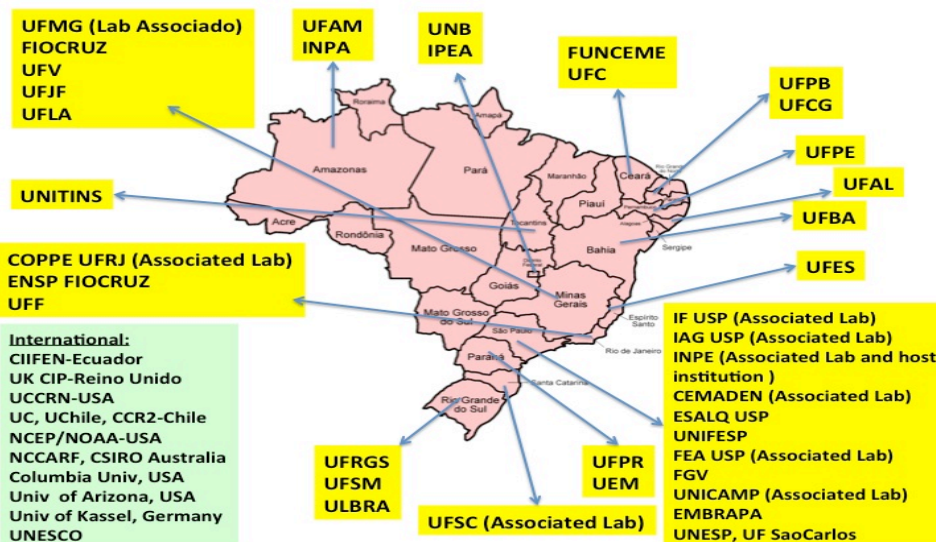 UFMG (Lab Associado)
FIOCRUZ
UFV
UFJF
UFLA
UFAM
INPA
UNB
IPEA
FUNCEME
UFC
UFPB
UFCG
UFPE
UFAL
UFBA
UFES
UNITINS
COPPE UFRJ (Associated Lab)
ENSP FIOCRUZ
UFF
International:
CIIFEN-Ecuador
UK CIP-Reino Unido
UCCRN-USA
UC, UChile, CCR2-Chile
NCEP/NOAA-USA
NCCARF, CSIRO Australia
Columbia Univ, USA
Univ of Arizona, USA
Univ of Kassel, Germany
UNESCO
Roraima
Amapá
Amazonas
Pará
Maranhão
Ceará
Rio Grande do Norte
Piauí
Pernambuco
Alagoas
Sergipe
Acre
Rondônia
Tocantins
Mato Grosso
Bahia
Distrito Federal
Goiás
Minas
Gerais
Mato Grosso
do Sul
Espírito
Santo
São Paulo
Rio de Janeiro
Paraná
Santa Catarina
Rio Grande
do Sul
UFRGS
UFSM
ULBRA
UFPR
UEM
UFSC (Associated Lab)
IF USP (Associated Lab)
IAG USP (Associated Lab)
INPE (Associated Lab and host
institution )
CEMADEN (Associated Lab)
ESALQ USP
UNIFESP
FEA USP (Associated Lab)
FGV
UNICAMP (Associated Lab)
EMBRAPA
UNESP, UF SaoCarlos